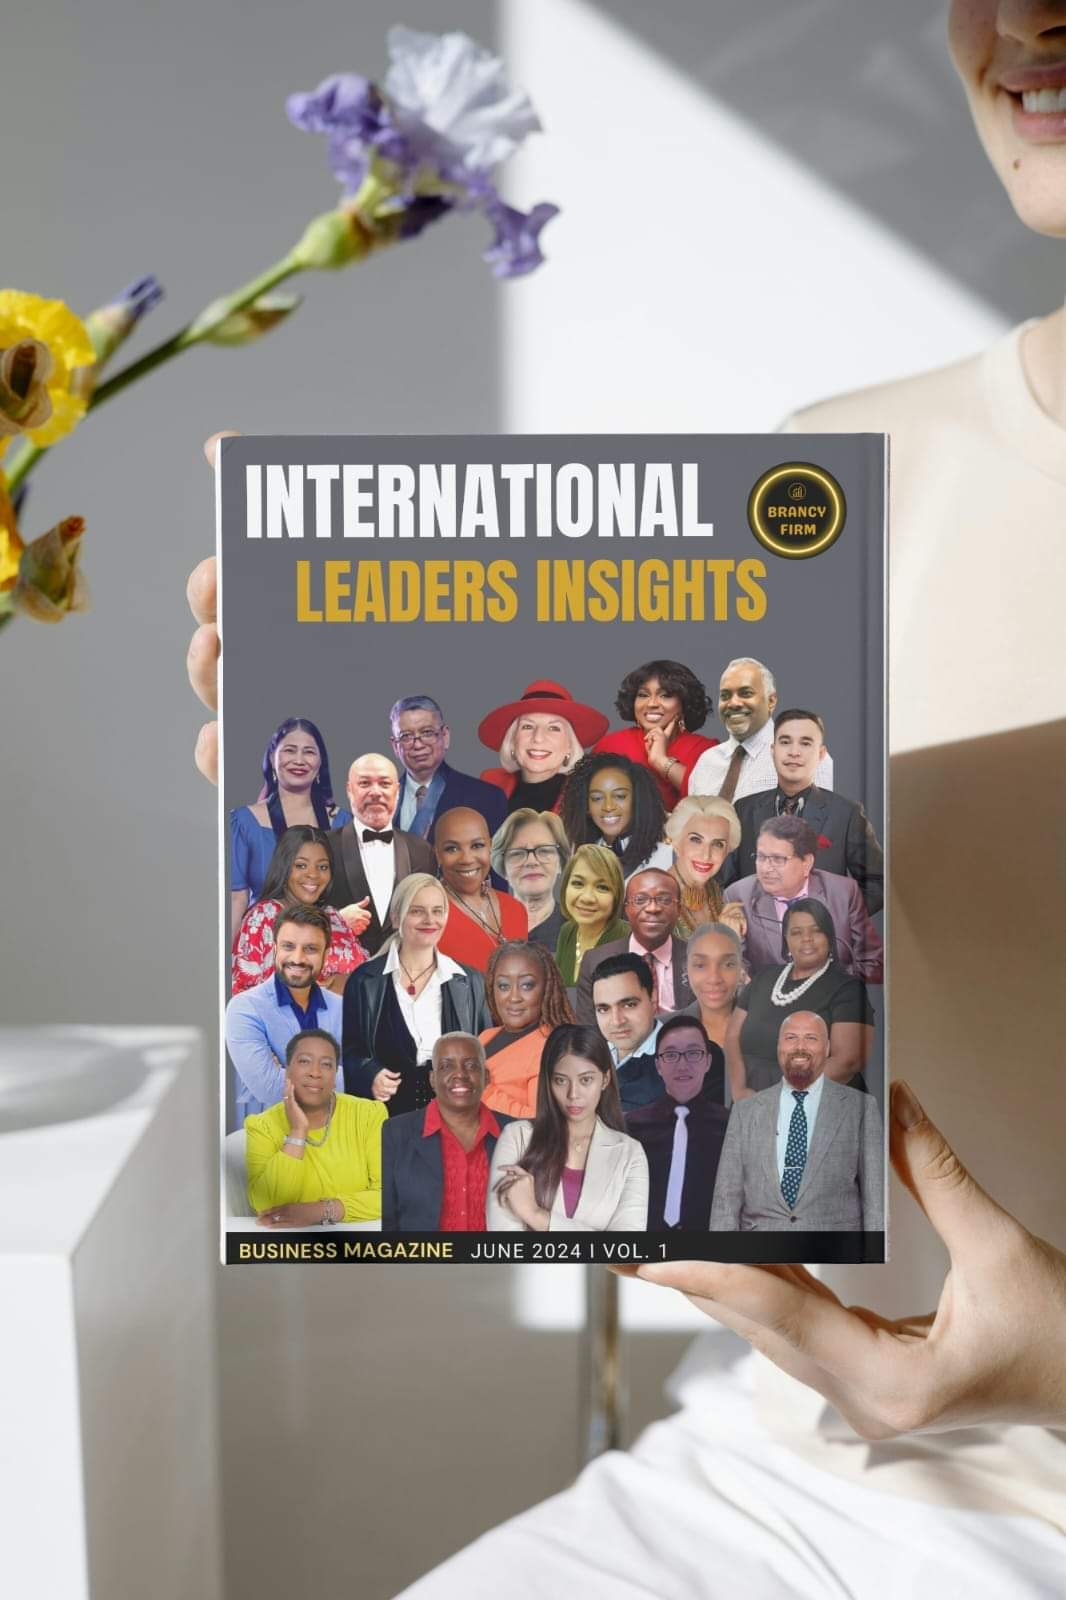 INTERNATIONAL
LEADERS INSIGHTS
BRANCY
FIRM
BUSINESS MAGAZINE JUNE 2024 I VOL. 1